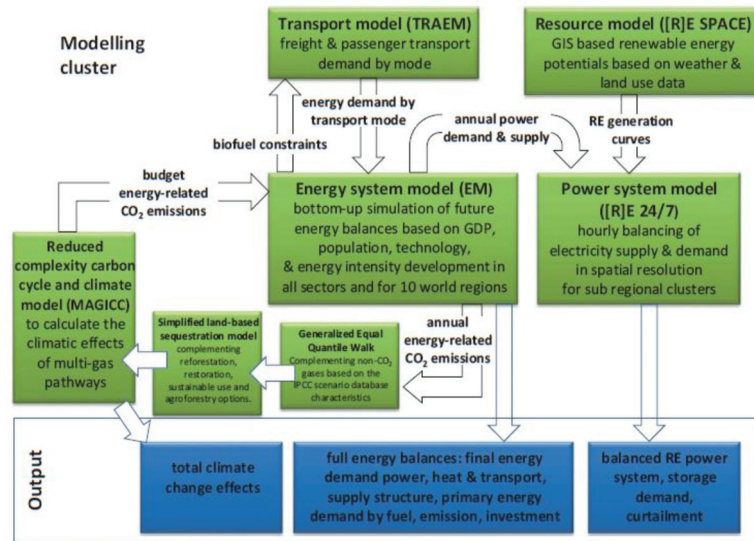 Modelling
cluster
Transport model (TRAEM)
freight & passenger transport
demand by mode
Resource model ([R]E SPACE)
GIS based renewable energy
potentials based on weather &
land use data
energy demand by
transport mode
biofuel constraints
annual power
demand & supply
RE generation
curves
budget
energy-related
CO₂ emissions
Energy system model (EM)
bottom-up simulation of future
energy balances based on GDP,
population, technology,
& energy intensity development in
all sectors and for 10 world regions
Power system model
([R]E 24/7)
hourly balancing of
electricity supply & demand
in spatial resolution
for sub regional clusters
Reduced
complexity carbon
cycle and climate
model (MAGICC)
to calculate the
climatic effects
of multi-gas
pathways
Simplified land-based
sequestration model
complementing
reforestation,
restoration,
sustainable use and
agroforestry options.
Generalized Equal
Quantile Walk
Complementing non-CO₂
gases based on the
IPCC scenario database
characteristics
annual
energy-related
CO₂ emissions
Output
total climate
change effects
full energy balances: final energy
demand power, heat & transport,
supply structure, primary energy
demand by fuel, emission, investment
balanced RE power
system, storage
demand,
curtailment